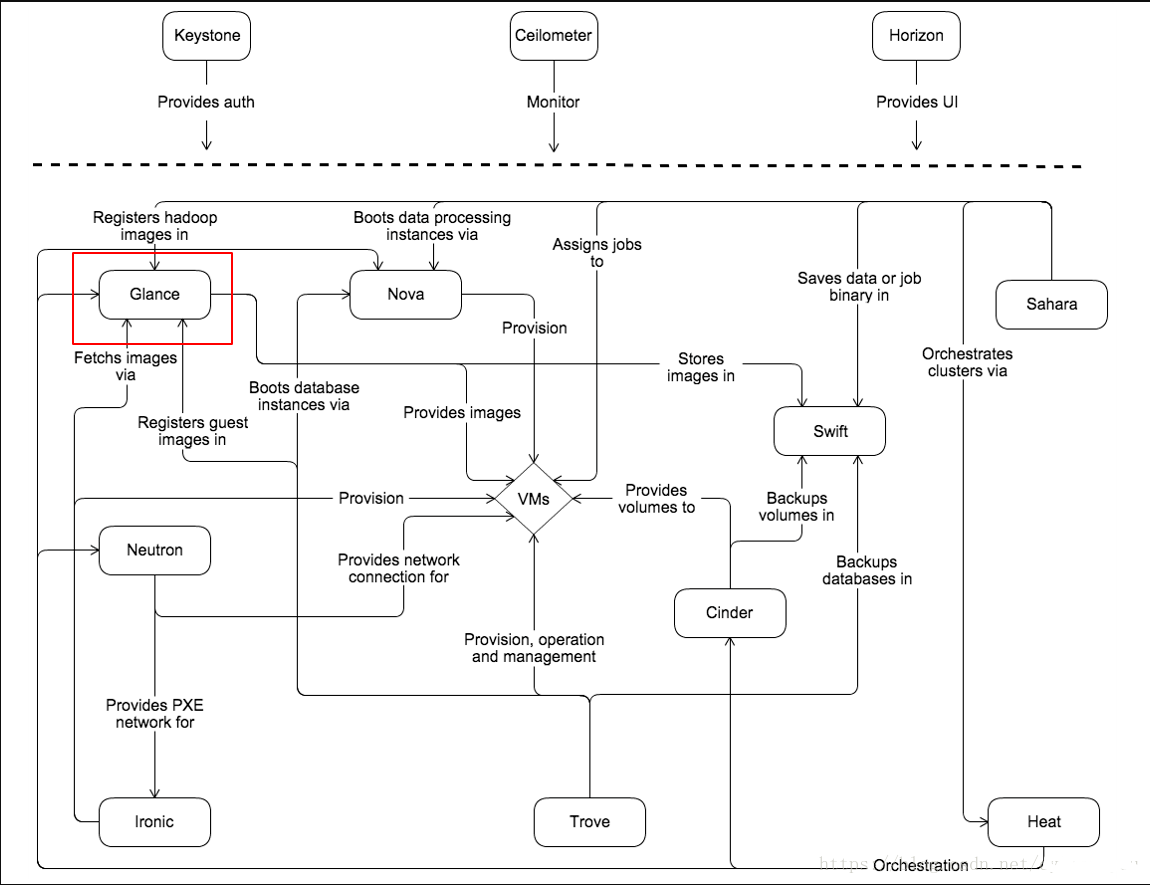 Keystone
Ceilometer
Horizon
Provides auth
Monitor
Provides UI
Registers hadoop
images in
Boots data processing
instances via
Assigns jobs
to
Saves data or job
binary in
Glance
Nova
Sahara
Provision
Fetchs images
via
Stores
images in
Orchestrates
clusters via
Boots database
instances via
Provides images
Registers guest
images in
Swift
Provision
VMs
Provides
volumes to
Backups
volumes in
Neutron
Provides network
connection for
Backups
databases in
Cinder
Provision, operation
and management
Provides PXE
network for
Ironic
Trove
Heat
Orchestration